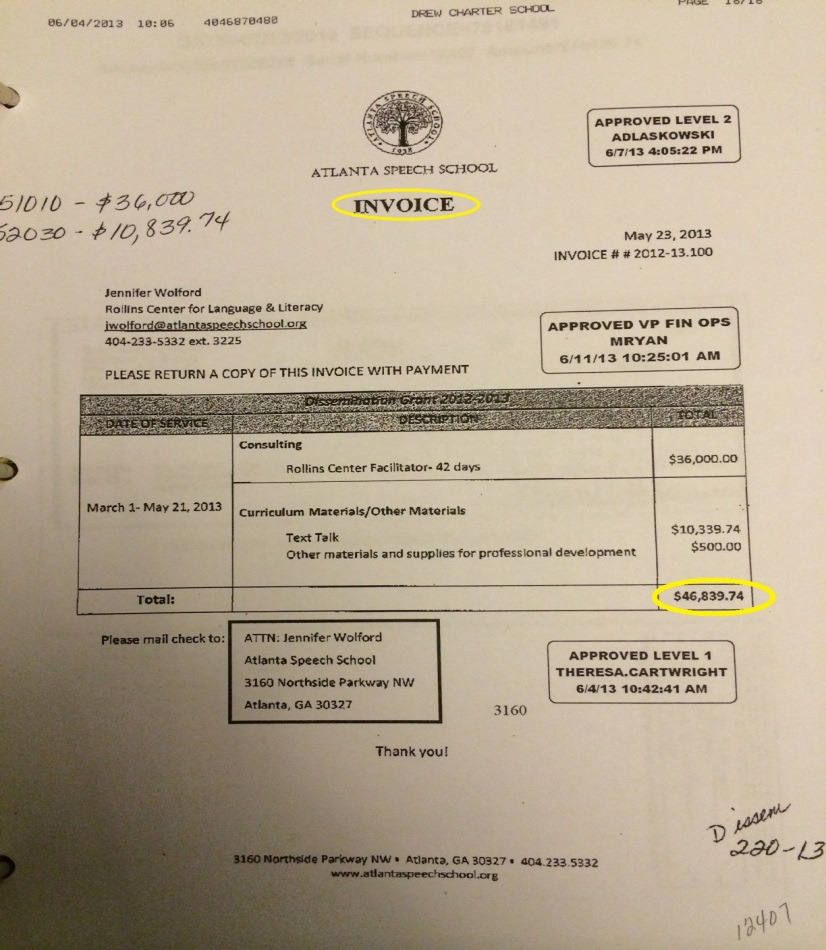 06/04/2013 10:06 4046870480 DREW CHARTER SCHOOL PAGE 16/16
ATLANTA SPEECH SCHOOL
1938
ATLANTA SPEECH SCHOOL
APPROVED LEVEL 2
ADLASKOWSKI
6/7/13 4:05:22 PM
51010 - $36,000
52030 - $10,839.74
INVOICE
May 23, 2013
INVOICE # # 2012-13.100
Jennifer Wolford
Rollins Center for Language & Literacy
jwolford@atlantaspeechschool.org
404-233-5332 ext. 3225
APPROVED VP FIN OPS
MRYAN
6/11/13 10:25:01 AM
PLEASE RETURN A COPY OF THIS INVOICE WITH PAYMENT
Dissemination Grant 2012-2013
DATE OF SERVICE DESCRIPTION TOTAL
Consulting
Rollins Center Facilitator- 42 days $36,000.00
March 1- May 21, 2013 Curriculum Materials/Other Materials
Text Talk $10,339.74
Other materials and supplies for professional development $500.00
Total: $46,839.74
Please mail check to: ATTN: Jennifer Wolford
Atlanta Speech School
3160 Northside Parkway NW
Atlanta, GA 30327
APPROVED LEVEL 1
THERESA.CARTWRIGHT
6/4/13 10:42:41 AM
3160
Thank you!
Dissem
220-13
3160 Northside Parkway NW • Atlanta, GA 30327 • 404.233.5332
www.atlantaspeechschool.org
12407